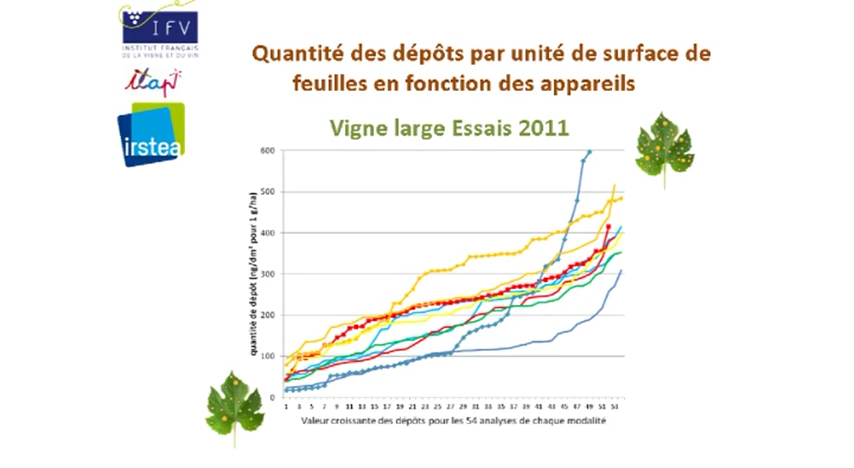 IFV
INSTITUT FRANÇAIS
DE LA VIGNE ET DU VIN
itap
irstea
Quantité des dépôts par unité de surface de
feuilles en fonction des appareils
Vigne large Essais 2011
quantité de dépôt (ng/dm² pour 1 g/ha)
600
500
400
300
200
100
0
1 3 5 7 9 11 13 15 17 19 21 23 25 27 29 31 33 35 37 39 41 43 45 47 49 51 53
Valeur croissante des dépôts pour les 54 analyses de chaque modalité